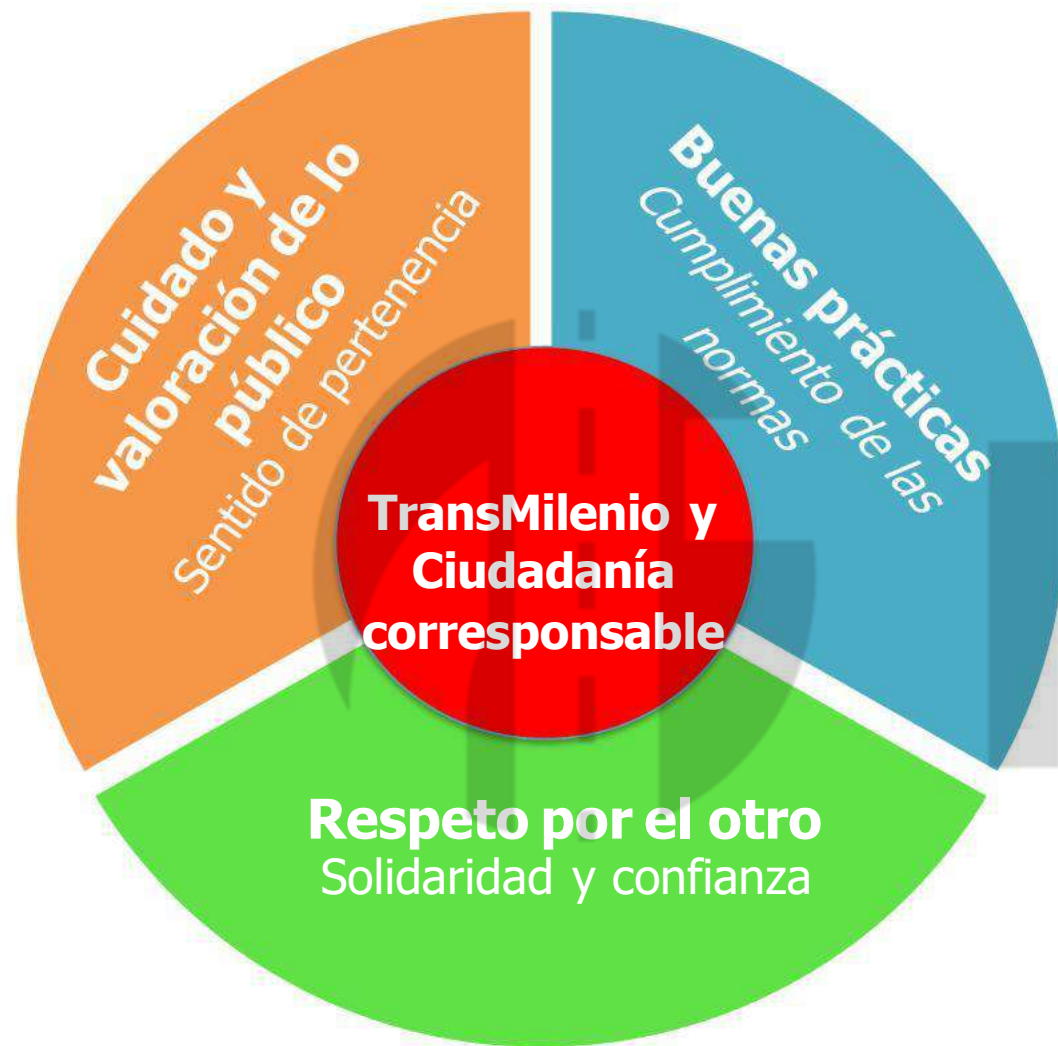 Cuidado y
valoración de lo
público
Sentido de pertenencia
Buenas prácticas
Cumplimiento de las
normas
TransMilenio y
Ciudadanía
corresponsable
Respeto por el otro
Solidaridad y confianza